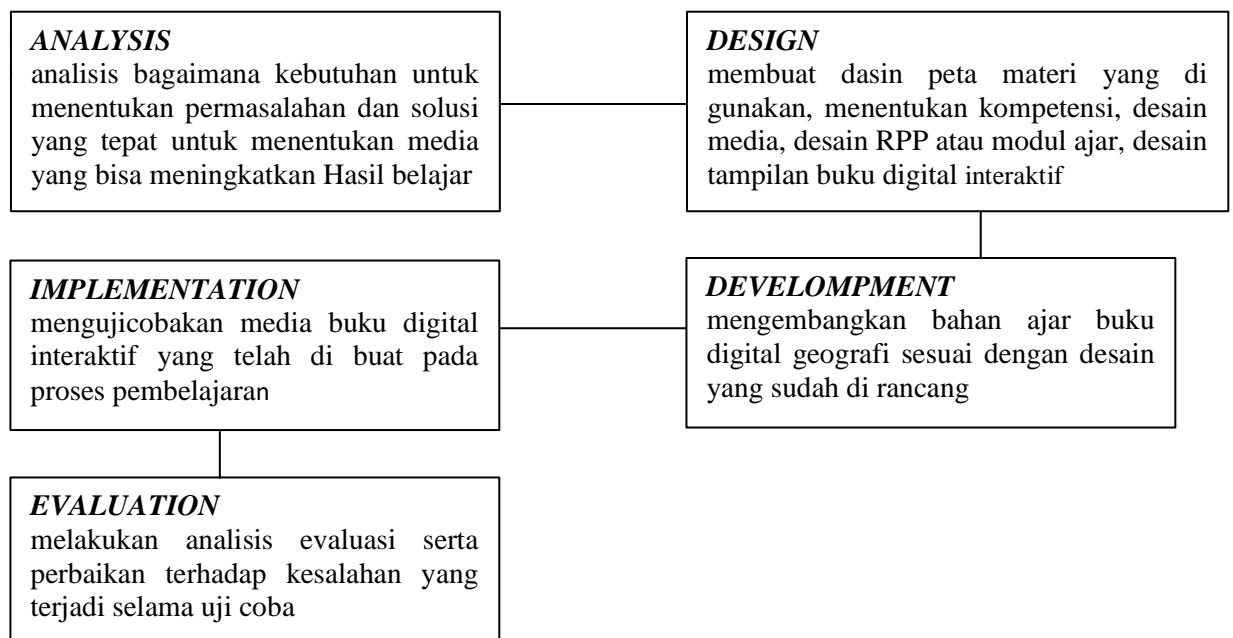 ANALYSIS
analisis bagaimana kebutuhan untuk
menentukan permasalahan dan solusi
yang tepat untuk menentukan media
yang bisa meningkatkan Hasil belajar
DESIGN
membuat dasin peta materi yang di
gunakan, menentukan kompetensi, desain
media, desain RPP atau modul ajar, desain
tampilan buku digital interaktif
DEVELOMPMENT
mengembangkan bahan ajar buku
digital geografi sesuai dengan desain
yang sudah di rancang
IMPLEMENTATION
mengujicobakan media buku digital
interaktif yang telah di buat pada
proses pembelajaran
EVALUATION
melakukan analisis evaluasi serta
perbaikan terhadap kesalahan yang
terjadi selama uji coba